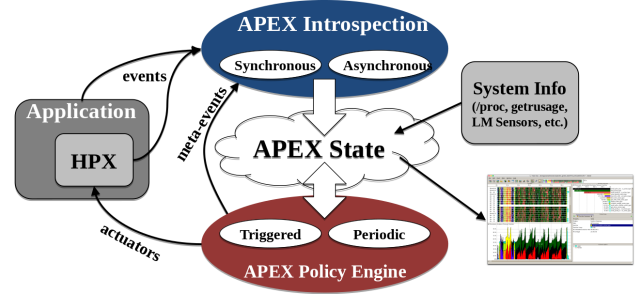 APEX Introspection
Synchronous
Asynchronous
events
Application
HPX
meta-events
System Info
(/proc, getrusage,
LM Sensors, etc.)
APEX State
actuators
Triggered
Periodic
APEX Policy Engine